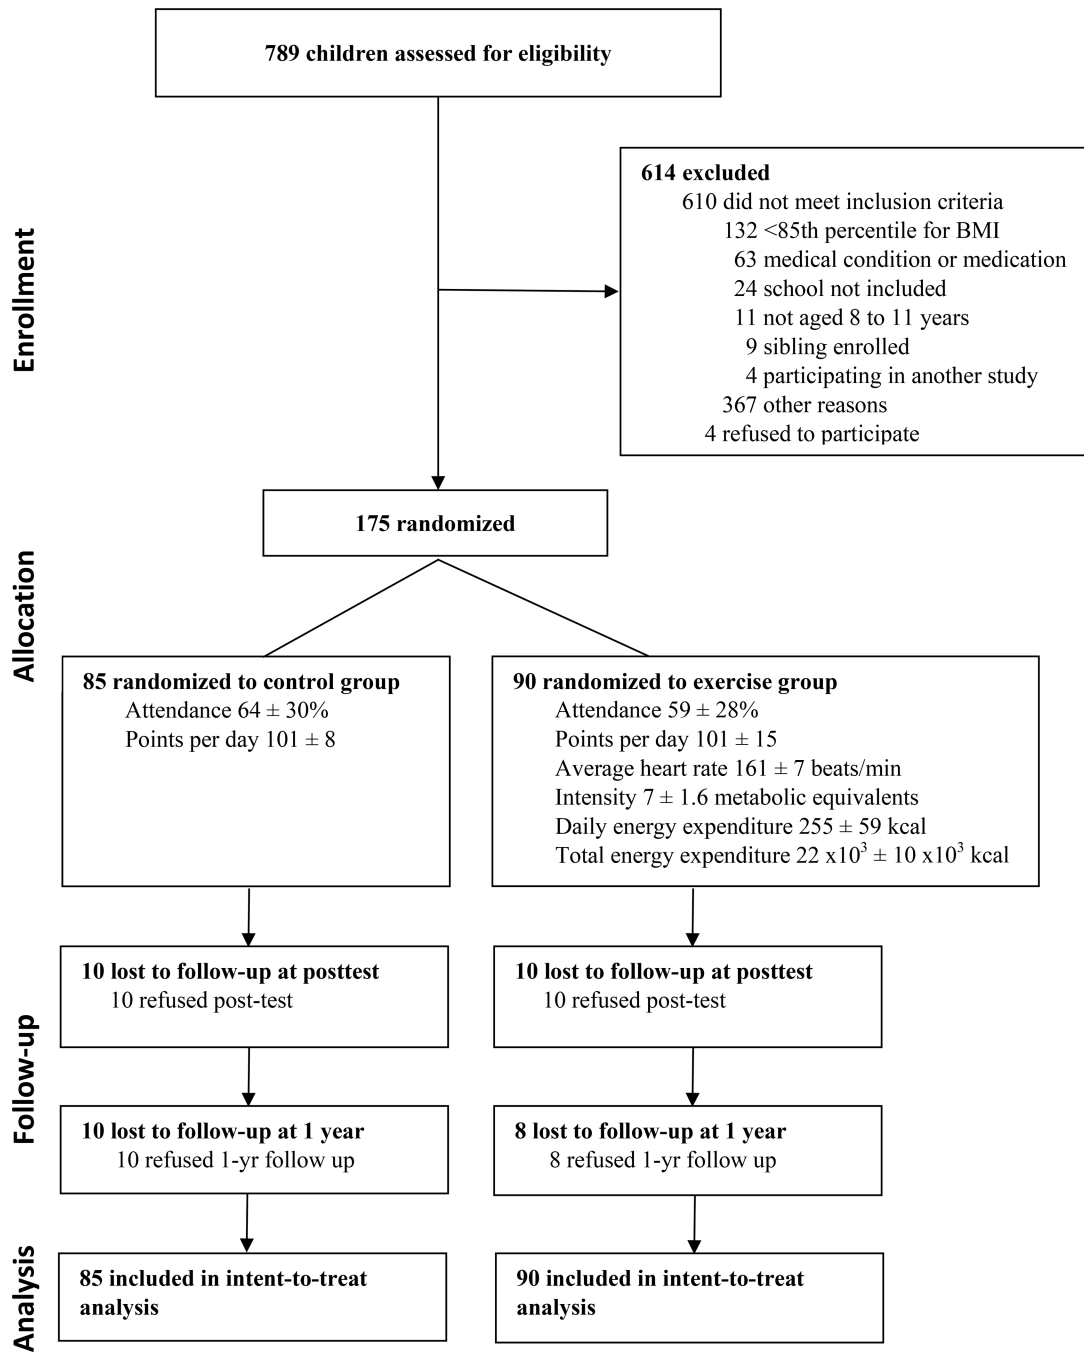 789 children assessed for eligibility
Enrollment
614 excluded
610 did not meet inclusion criteria
132 <85th percentile for BMI
63 medical condition or medication
24 school not included
11 not aged 8 to 11 years
9 sibling enrolled
4 participating in another study
367 other reasons
4 refused to participate
175 randomized
Allocation
85 randomized to control group
Attendance 64 ± 30%
Points per day 101 ± 8
90 randomized to exercise group
Attendance 59 ± 28%
Points per day 101 ± 15
Average heart rate 161 ± 7 beats/min
Intensity 7 ± 1.6 metabolic equivalents
Daily energy expenditure 255 ± 59 kcal
Total energy expenditure 22 x10³ ± 10 x10³ kcal
Follow-up
10 lost to follow-up at posttest
10 refused post-test
10 lost to follow-up at posttest
10 refused post-test
10 lost to follow-up at 1 year
10 refused 1-yr follow up
8 lost to follow-up at 1 year
8 refused 1-yr follow up
Analysis
85 included in intent-to-treat
analysis
90 included in intent-to-treat
analysis